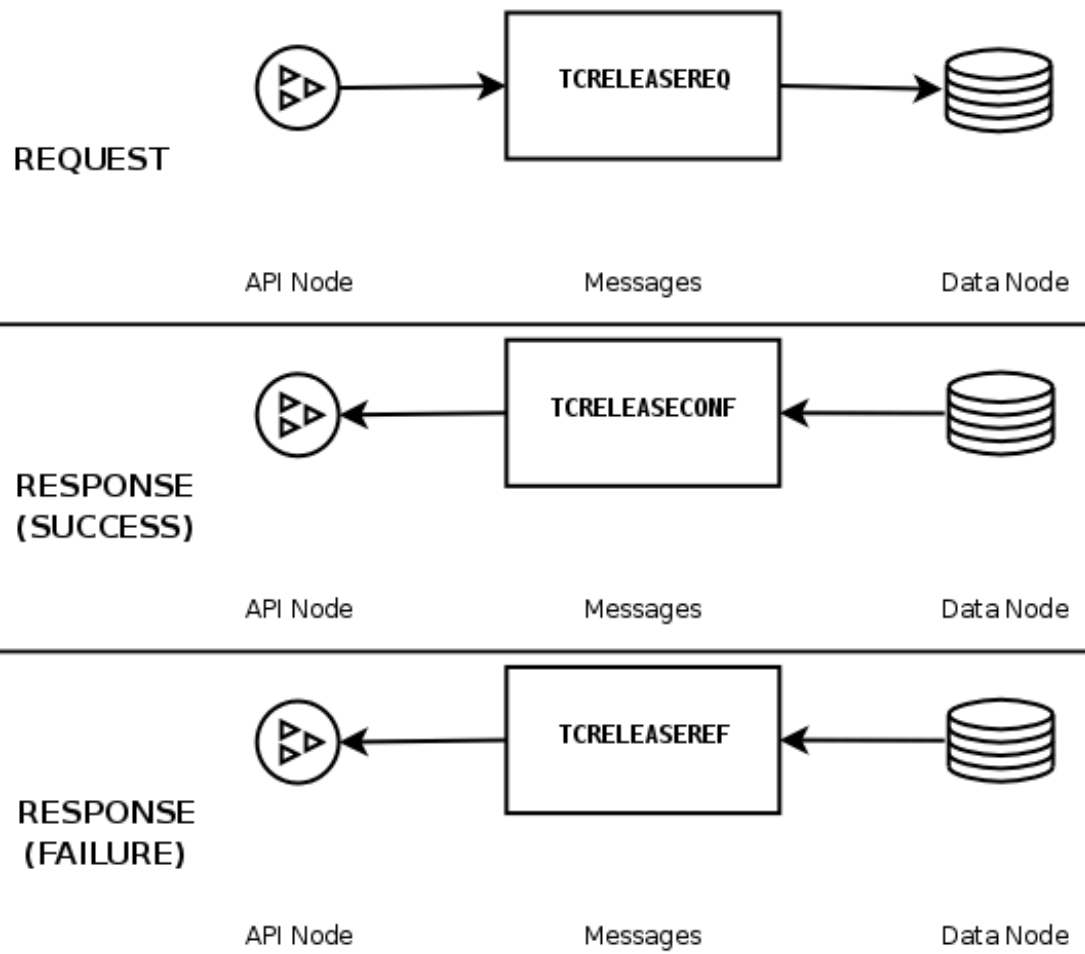 TCRELEASEREQ
REQUEST
API Node Messages Data Node
TCRELEASECONF
RESPONSE
(SUCCESS)
API Node Messages Data Node
TCRELEASEREF
RESPONSE
(FAILURE)
API Node Messages Data Node